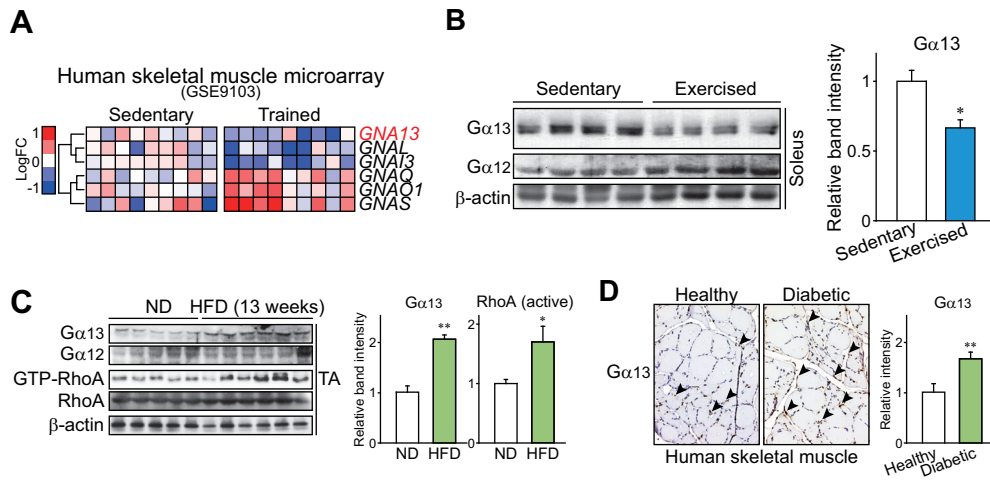 A
Human skeletal muscle microarray
(GSE9103)
Sedentary Trained
LogFC
1
0
-1
GNA13
GNAL
GNAI3
GNAQ
GNAO1
GNAS
B
Sedentary Exercised
Gα13
Gα12
β-actin
Soleus
Gα13
Relative band intensity
1
0.5
0
*
Sedentary
Exercised
C
ND HFD (13 weeks)
Gα13
Gα12
GTP-RhoA
RhoA
β-actin
TA
Gα13
Relative band intensity
2
1
0
**
ND HFD
RhoA (active)
2
1
0
*
ND HFD
D
Healthy Diabetic
Gα13
Human skeletal muscle
Gα13
Relative Intensity
2
1
0
**
Healthy
Diabetic